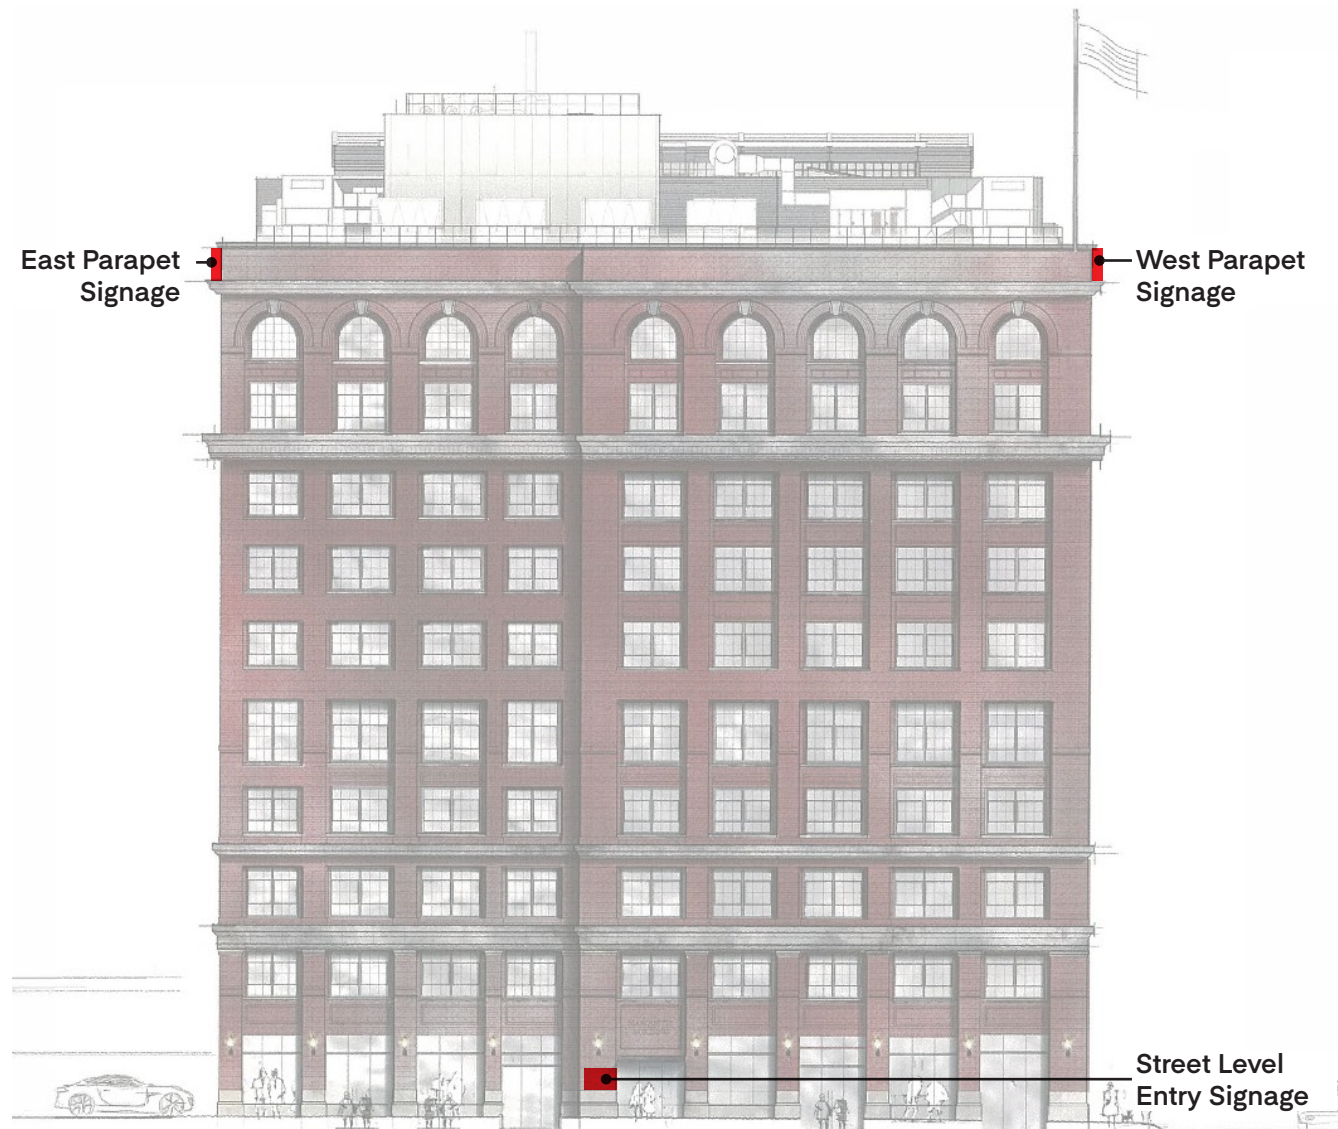 East Parapet
Signage
West Parapet
Signage
Street Level
Entry Signage